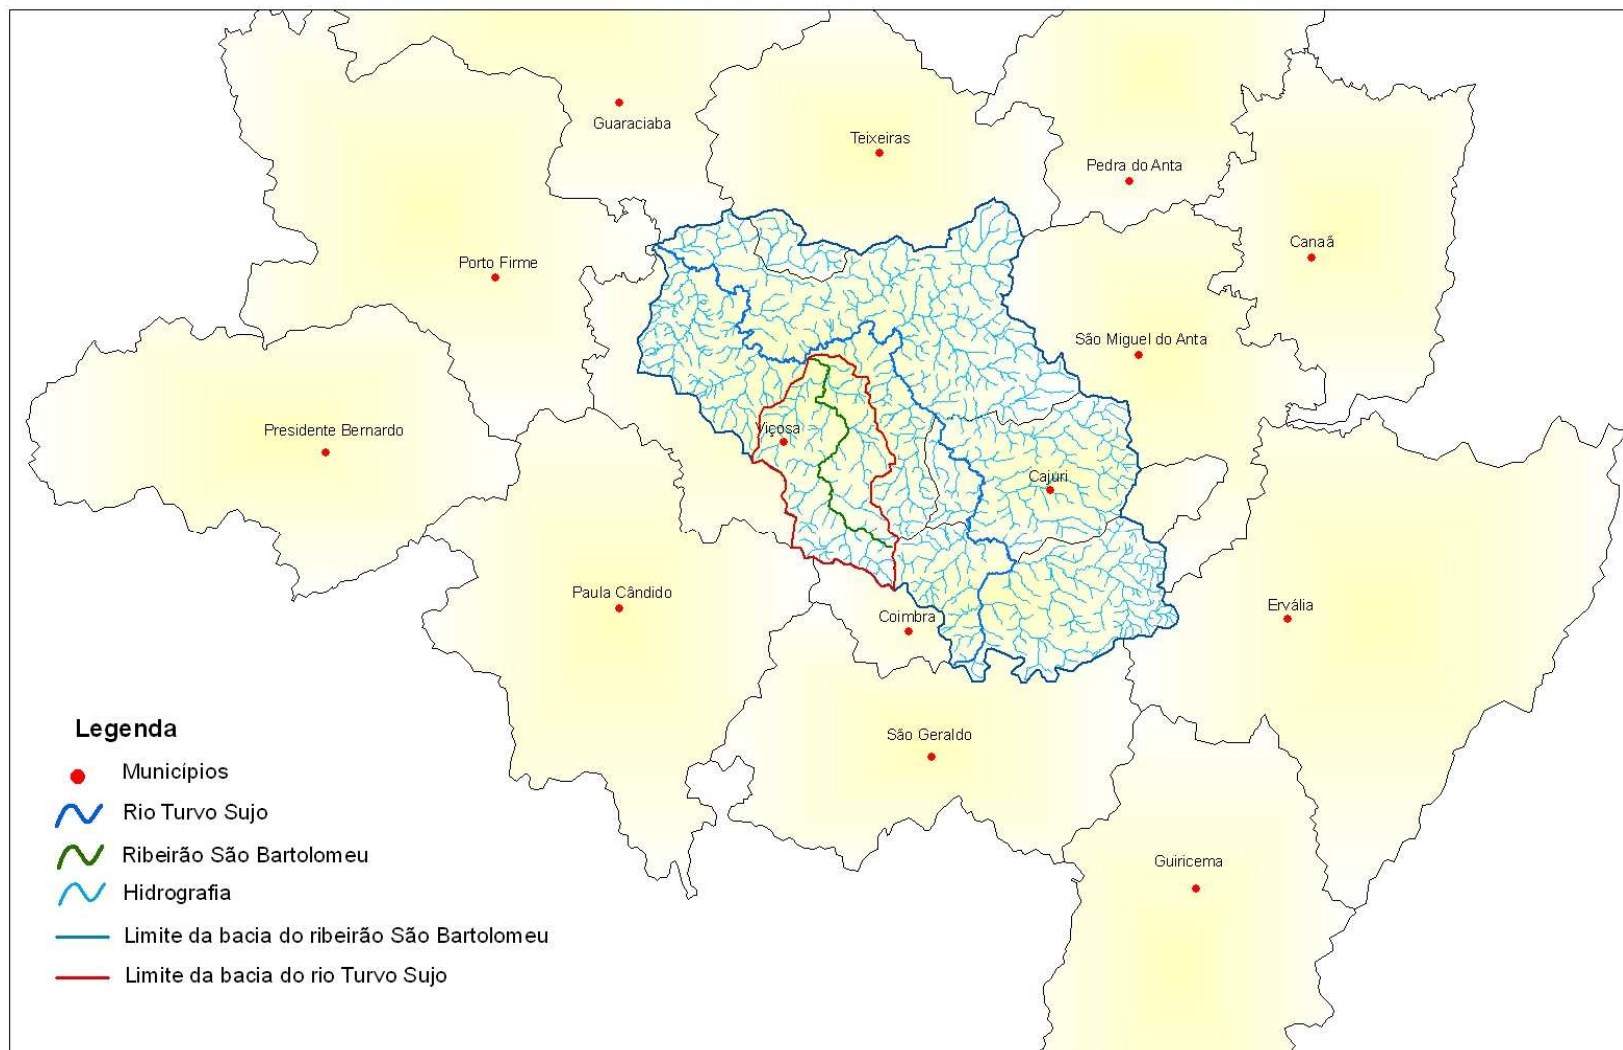 Guaraciaba
Teixeiras
Pedra do Anta
Canaã
Porto Firme
São Miguel do Anta
Presidente Bernardo
Viçosa
Cajuri
Paula Cândido
Coimbra
Ervália
São Geraldo
Guiricema
Legenda
Municípios
Rio Turvo Sujo
Ribeirão São Bartolomeu
Hidrografia
Limite da bacia do ribeirão São Bartolomeu
Limite da bacia do rio Turvo Sujo